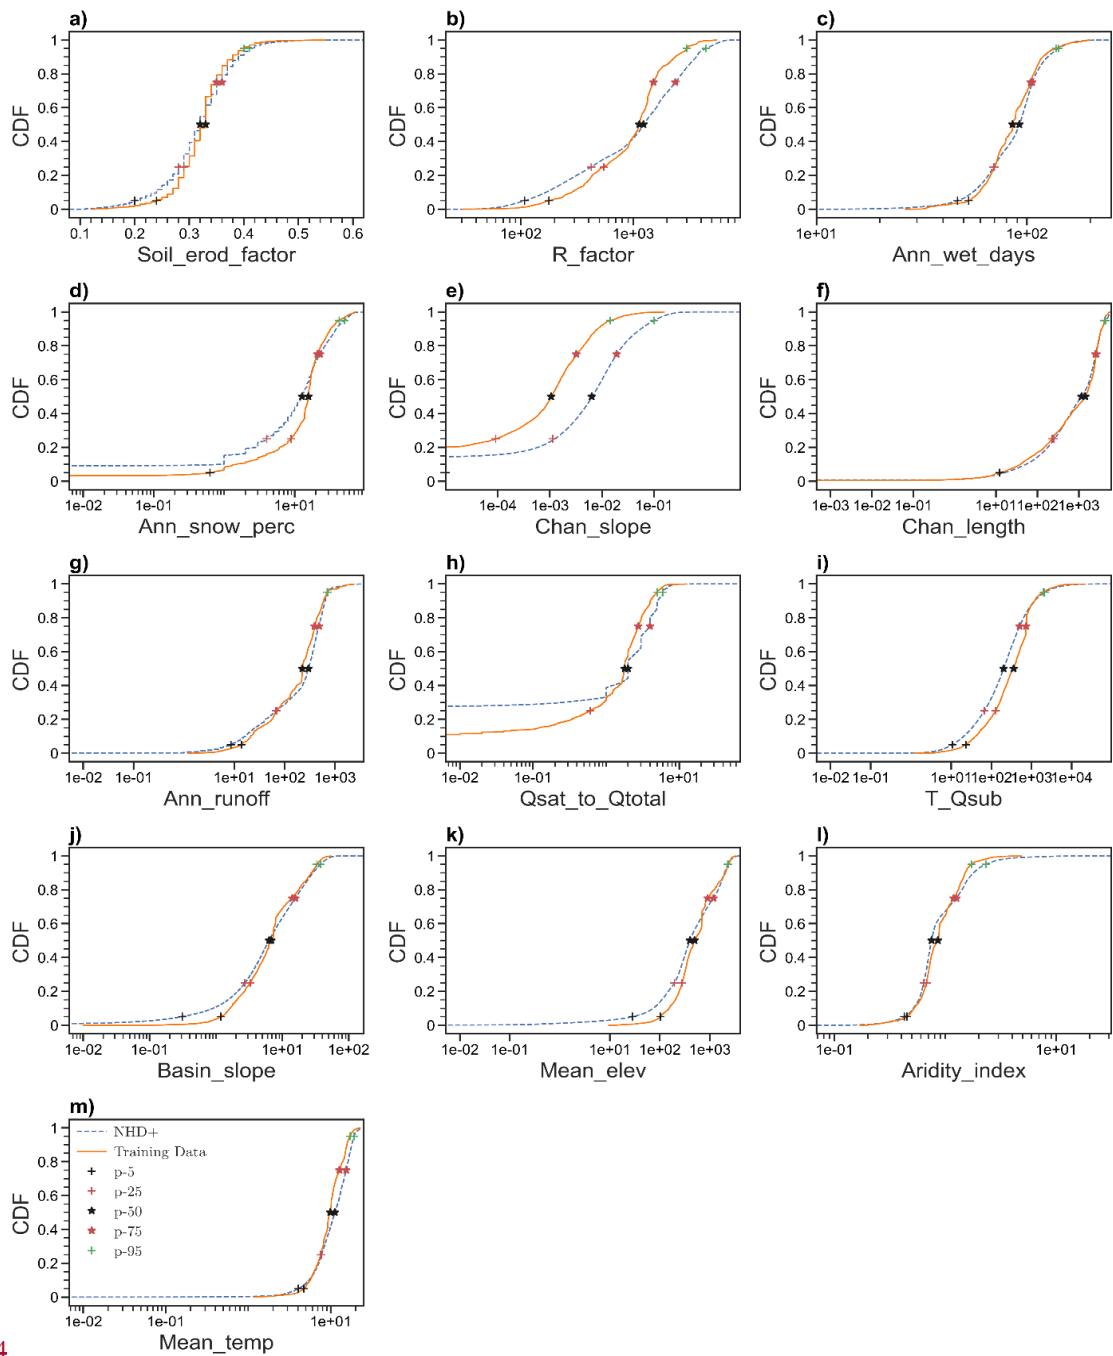 a)
1
0.8
0.6
0.4
0.2
0
CDF
0.1 0.2 0.3 0.4 0.5 0.6
Soil_erod_factor
b)
1
0.8
0.6
0.4
0.2
0
CDF
1e+02 1e+03
R_factor
c)
1
0.8
0.6
0.4
0.2
0
CDF
1e+01 1e+02
Ann_wet_days
d)
1
0.8
0.6
0.4
0.2
0
CDF
1e-02 1e-01 1e+01
Ann_snow_perc
e)
1
0.8
0.6
0.4
0.2
0
CDF
1e-04 1e-03 1e-02 1e-01
Chan_slope
f)
1
0.8
0.6
0.4
0.2
0
CDF
1e-03 1e-02 1e-01 1e+01 1e+02 1e+03
Chan_length
g)
1
0.8
0.6
0.4
0.2
0
CDF
1e-02 1e-01 1e+01 1e+02 1e+03
Ann_runoff
h)
1
0.8
0.6
0.4
0.2
0
CDF
1e-02 1e-01 1e+01
Qsat_to_Qtotal
i)
1
0.8
0.6
0.4
0.2
0
CDF
1e-02 1e-01 1e+01 1e+02 1e+03 1e+04
T_Qsub
j)
1
0.8
0.6
0.4
0.2
0
CDF
1e-02 1e-01 1e+01 1e+02
Basin_slope
k)
1
0.8
0.6
0.4
0.2
0
CDF
1e-02 1e-01 1e+01 1e+02 1e+03
Mean_elev
l)
1
0.8
0.6
0.4
0.2
0
CDF
1e-01 1e+01
Aridity_index
m)
1
0.8
0.6
0.4
0.2
0
CDF
NHD+
Training Data
p-5
p-25
p-50
p-75
p-95
1e-02 1e-01 1e+01
Mean_temp
4